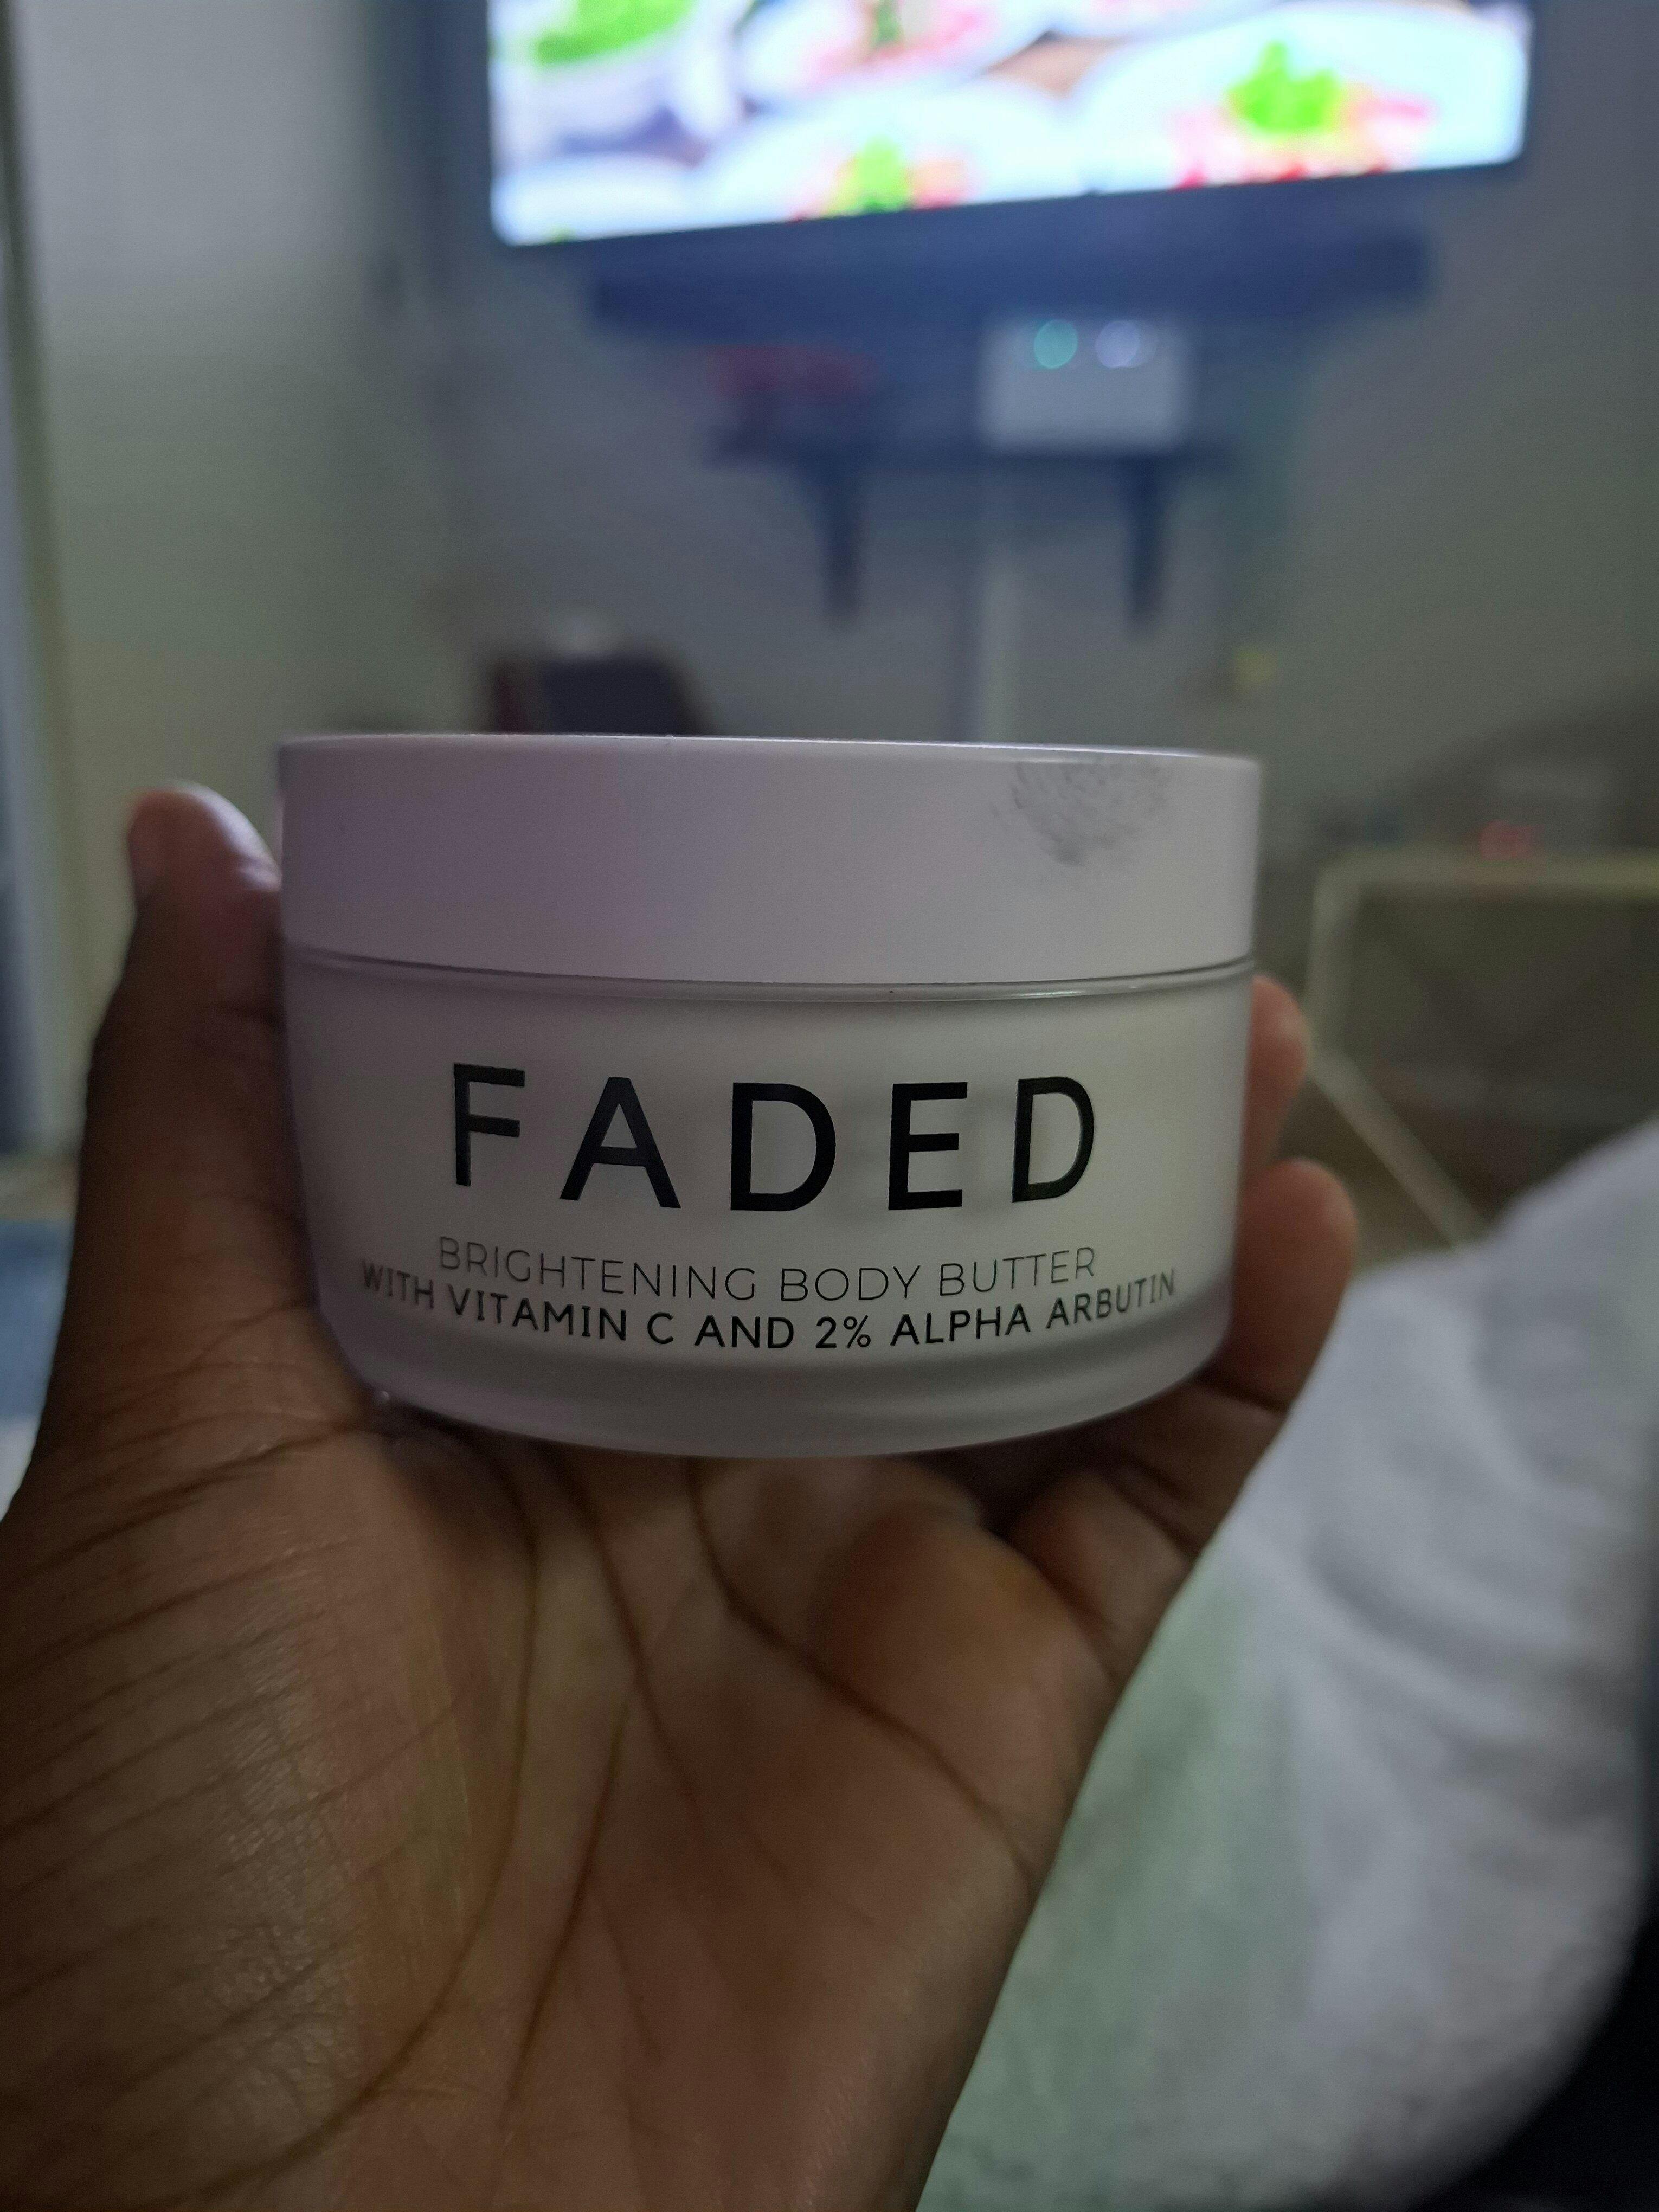 FADED
BRIGHTENING BODY BUTTER
WITH VITAMIN C AND 2% ALPHA ARBUTIN